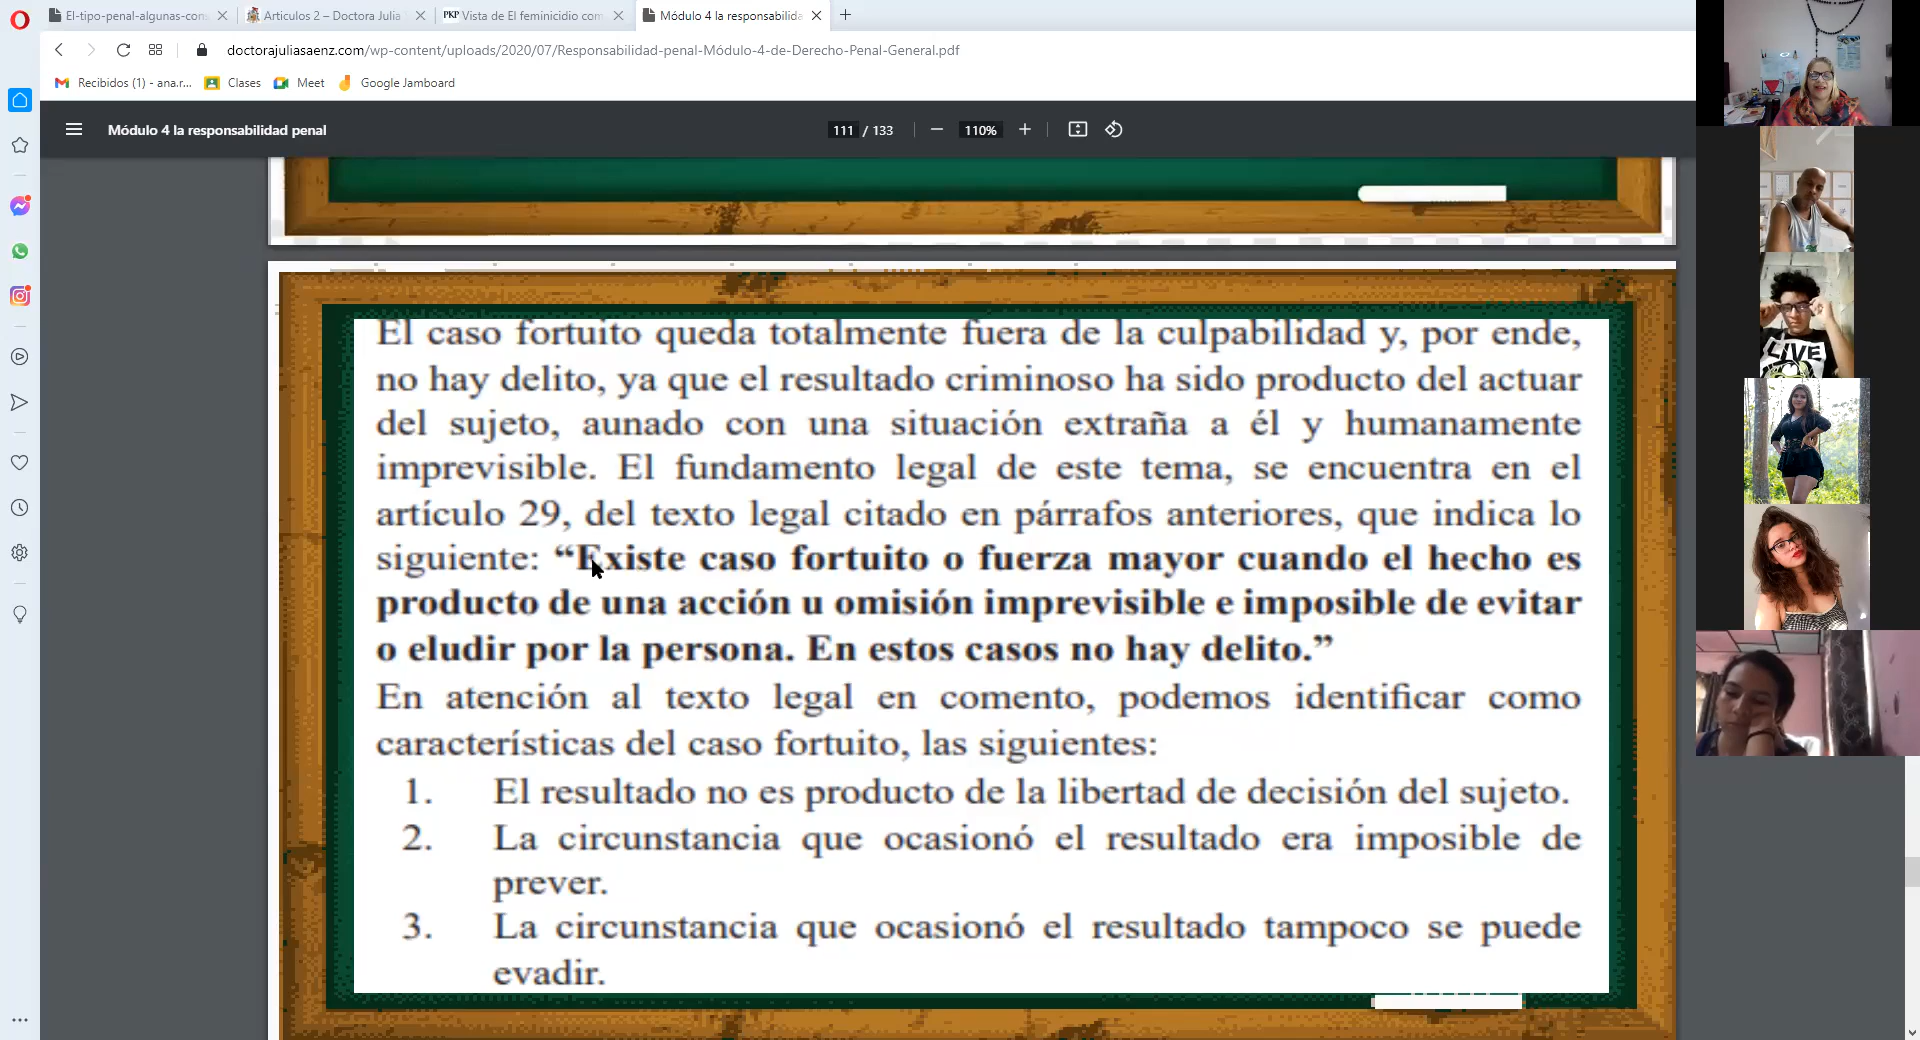 El-tipo-penal-algunas-cons
Articulos 2 – Doctora Julia
PKP Vista de El feminicidio com
Módulo 4 la responsabilida
doctorajuliasaenz.com/wp-content/uploads/2020/07/Responsabilidad-penal-Módulo-4-de-Derecho-Penal-General.pdf
Recibidos (1) - ana.r...
Clases
Meet
Google Jamboard
Módulo 4 la responsabilidad penal
111 / 133
110%
El caso fortuito queda totalmente fuera de la culpabilidad y, por ende,
no hay delito, ya que el resultado criminoso ha sido producto del actuar
del sujeto, aunado con una situación extraña a él y humanamente
imprevisible. El fundamento legal de este tema, se encuentra en el
artículo 29, del texto legal citado en párrafos anteriores, que indica lo
siguiente: “Existe caso fortuito o fuerza mayor cuando el hecho es
producto de una acción u omisión imprevisible e imposible de evitar
o eludir por la persona. En estos casos no hay delito.”
En atención al texto legal en comento, podemos identificar como
características del caso fortuito, las siguientes:
1. El resultado no es producto de la libertad de decisión del sujeto.
2. La circunstancia que ocasionó el resultado era imposible de
prever.
3. La circunstancia que ocasionó el resultado tampoco se puede
evadir.
LIVE